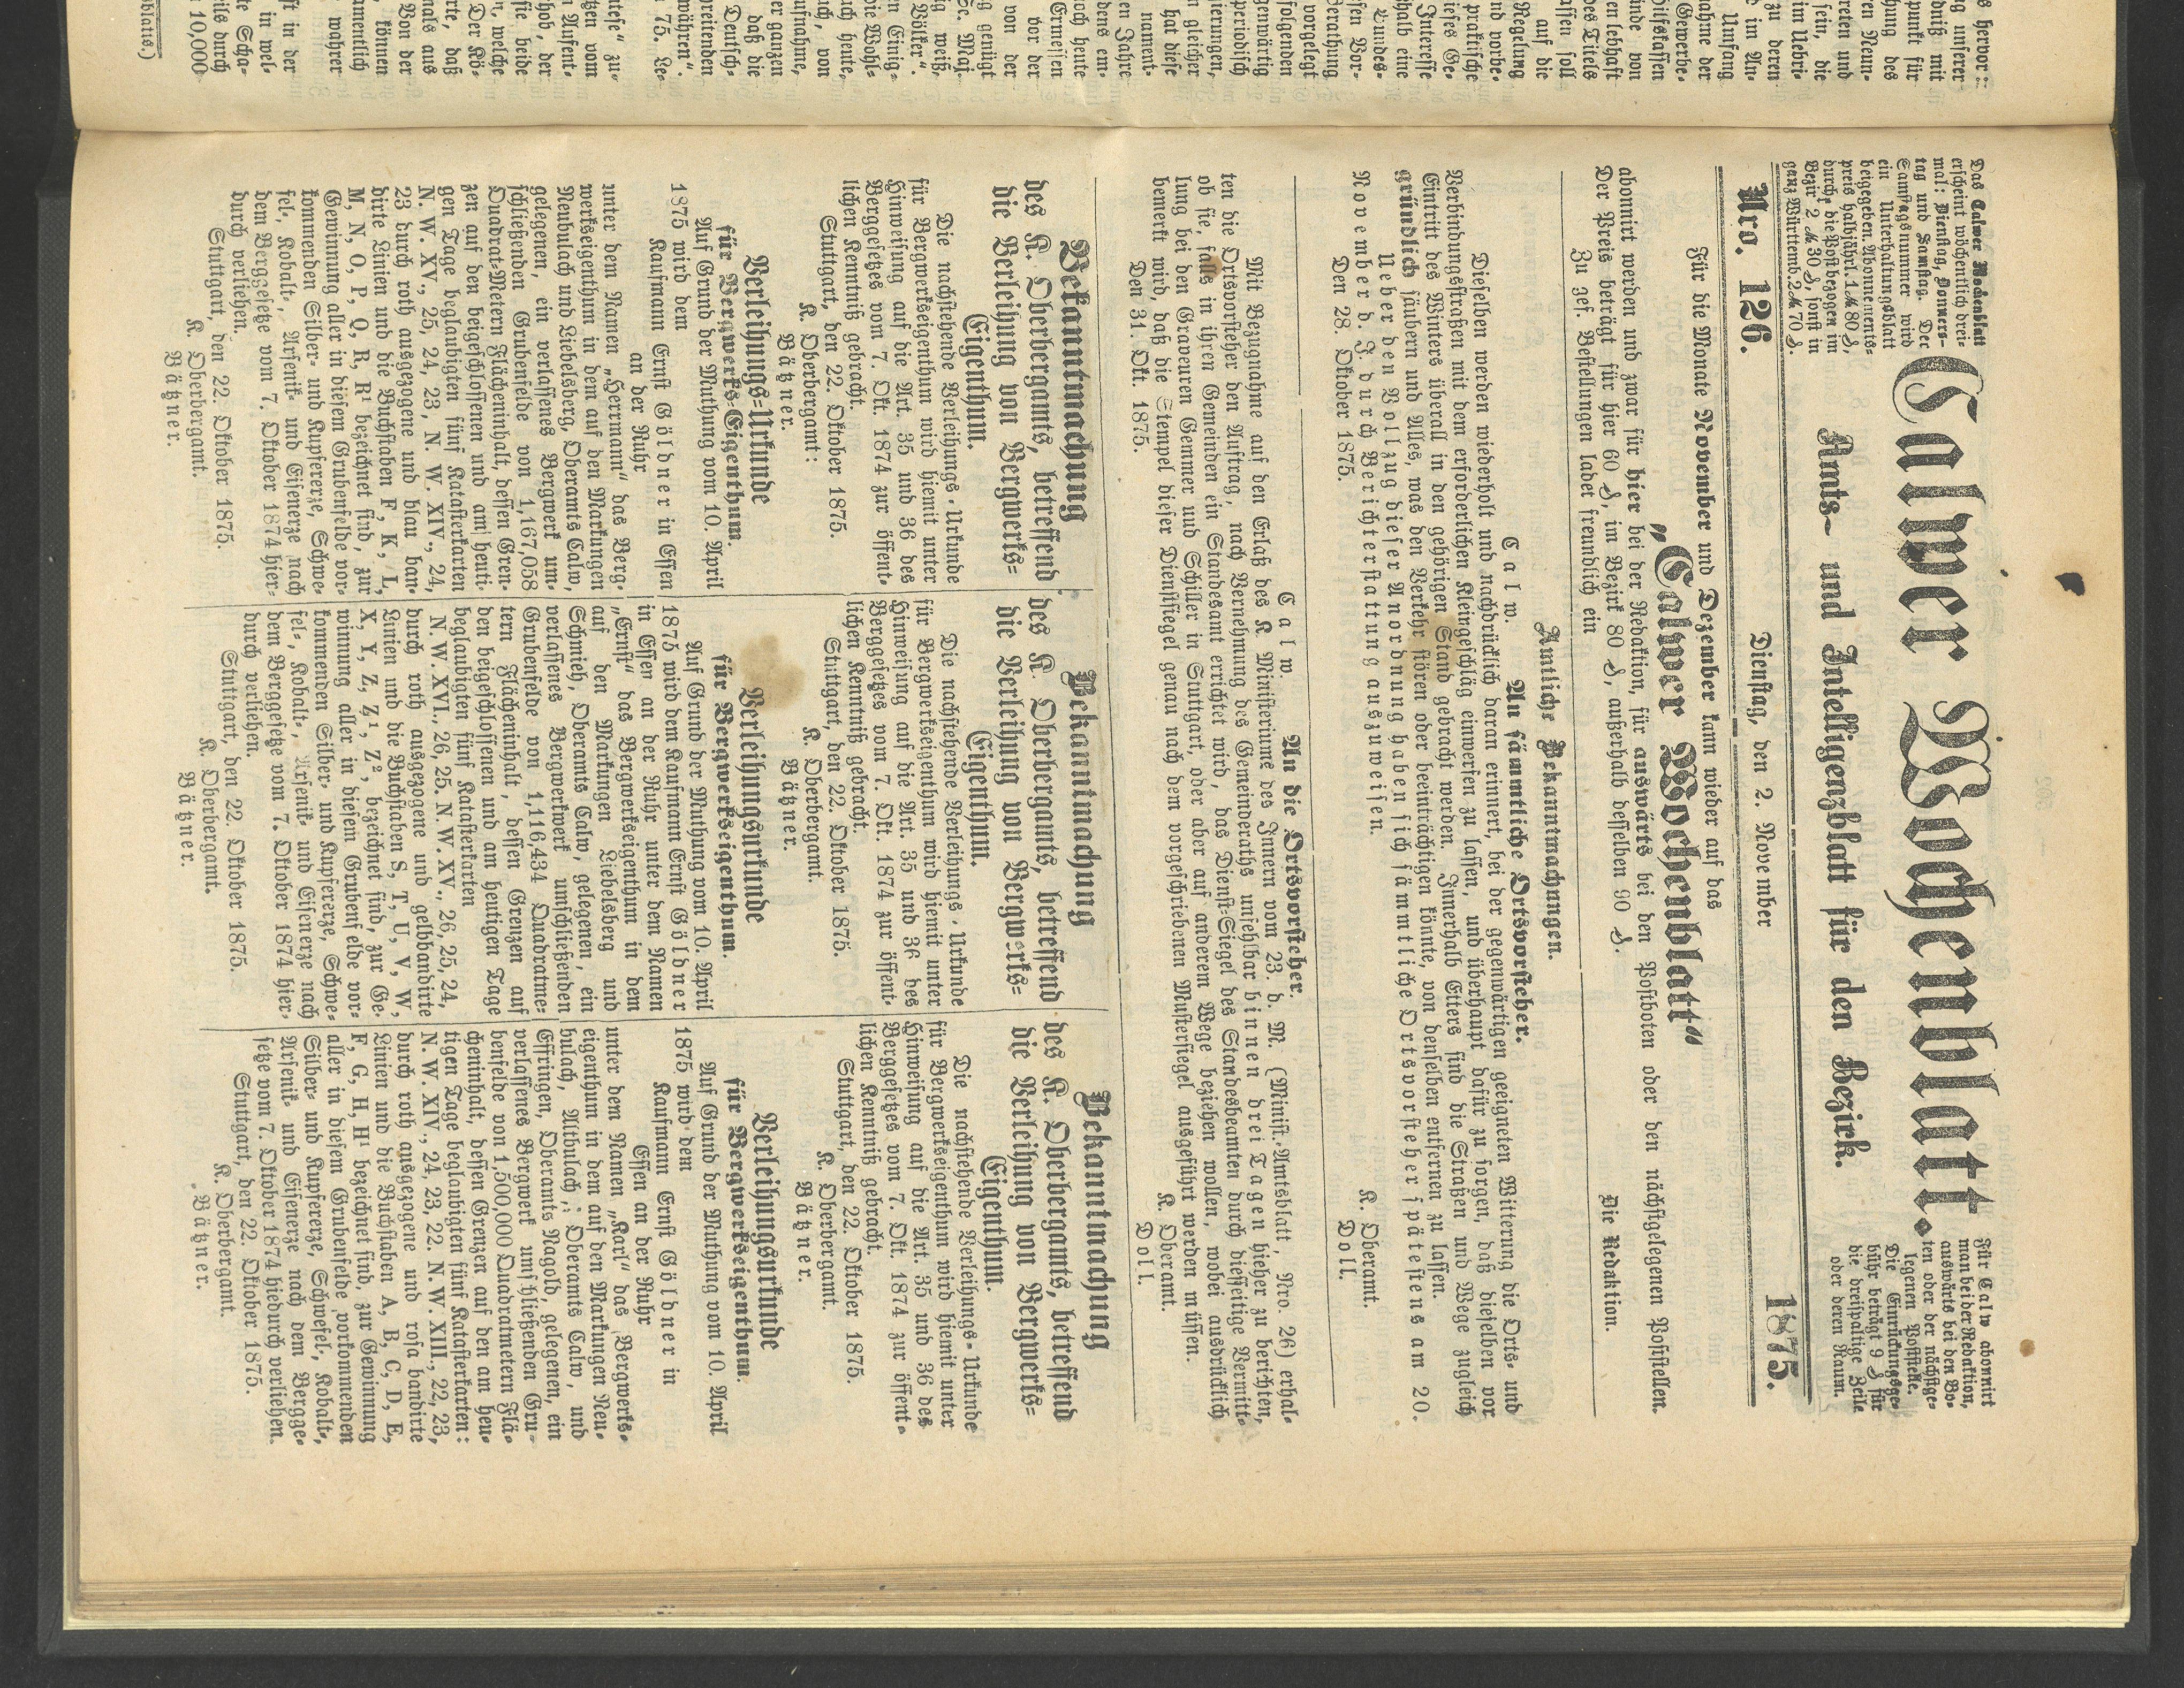 Das Calwer Wochenblatt
erscheint wöchentlich drei-
mal: Dienstag, Donners-
tag und Samstag. Der
Samstagsnummer wird
ein Unterhaltungsblatt
beigegeben. Abonnements-
preis halbjährl. 1 ℳ 80 ₰,
durch die Post bezogen im
Bezirk 2 ℳ 30 ₰, sonst in
ganz Württemb. 2 ℳ 70 ₰.
Calwer Wochenblatt.
Amts- und Intelligenzblatt für den Bezirk.
Für Calw abonnirt
man bei der Redaktion,
auswärts bei den Bo-
ten oder der nächstge-
legenen Poststelle.
Die Einrückungsge-
bühr beträgt 9 ₰ für
die dreispaltige Zeile
oder deren Raum.
Nro. 126.
Dienstag, den 2. November
1875.
Für die Monate November und Dezember kann wieder auf das
„Calwer Wochenblatt“
abonnirt werden und zwar für hier bei der Redaktion, für auswärts bei den Postboten oder den nächstgelegenen Poststellen.
Der Preis beträgt für hier 60 ₰, im Bezirk 80 ₰, außerhalb desselben 90 ₰.
Zu gef. Bestellungen ladet freundlich ein
Die Redaktion.
Amtliche Bekanntmachungen.
Calw.
An sämmtliche Ortsvorsteher.
Dieselben werden wiederholt und nachdrücklich daran erinnert, bei der gegenwärtigen geeigneten Witterung die Orts- und
Verbindungsstraßen mit dem erforderlichen Kleingeschläg einwerfen zu lassen, und überhaupt dafür zu sorgen, daß dieselben vor
Eintritt des Winters überall in den gehörigen Stand gebracht werden. Innerhalb Etters sind die Straßen und Wege zugleich
gründlich säubern und Alles, was den Verkehr stören oder beeinträchtigen könnte, von denselben entfernen zu lassen.
Ueber den Vollzug dieser Anordnung haben sich sämmtliche Ortsvorsteher spätestens am 20.
November d. J. durch Berichterstattung auszuweisen.
Den 28. Oktober 1875.
K. Oberamt.
Doll.
Calw.
An die Ortsvorsteher.
Mit Bezugnahme auf den Erlaß des K. Ministeriums des Innern vom 23. d. M. (Minist.-Amtsblatt, Nro. 26) erhal-
ten die Ortsvorsteher den Auftrag, nach Vernehmung des Gemeinderaths unfehlbar binnen drei Tagen hieher zu berichten,
ob sie, falls in ihren Gemeinden ein Standesamt errichtet wird, das Dienst-Siegel des Standesbeamten durch diesseitige Vermitt-
lung bei den Graveuren Gemmer und Schiller in Stuttgart, oder aber auf anderem Wege beziehen wollen, wobei ausdrücklich
bemerkt wird, daß die Stempel dieser Dienstsiegel genau nach dem vorgeschriebenen Mustersiegel ausgeführt werden müssen.
Den 31. Okt. 1875.
K. Oberamt.
Doll.
Bekanntmachung
des K. Oberbergamts, betreffend
die Verleihung von Bergwerks-
Eigenthum.
Die nachstehende Verleihungs-Urkunde
für Bergwerkseigenthum wird hiemit unter
Hinweisung auf die Art. 35 und 36 des
Berggesetzes vom 7. Okt. 1874 zur öffent-
lichen Kenntniß gebracht.
Stuttgart, den 22. Oktober 1875.
K. Oberbergamt:
Bätzner.
Verleihungs-Urkunde
für Bergwerks-Eigenthum.
Auf Grund der Muthung vom 10. April
1875 wird dem
Kaufmann Ernst Göldner in Essen
an der Ruhr
unter dem Namen „Herrmann“ das Berg-
werkseigenthum in dem auf den Markungen
Neubulach und Liebelsberg, Oberamts Calw,
gelegenen, ein verlassenes Bergwerk um-
schließenden Grubenfelde von 1,167,058
Quadrat-Metern Flächeninhalt, dessen Gren-
zen auf den beigeschlossenen und am heuti-
gen Tage beglaubigten fünf Katasterkarten
N. W. XV., 25, 24, 23, N. W. XIV., 24,
23 durch roth ausgezogene und blau ban-
dirte Linien und die Buchstaben F, K, L,
M, N, O, P, Q, R, R¹ bezeichnet sind, zur
Gewinnung aller in diesem Grubenfelde vor-
kommenden Silber- und Kupfererze, Schwe-
fel-, Kobalt-, Arsenik- und Eisenerze nach
dem Berggesetze vom 7. Oktober 1874 hier-
durch verliehen.
Stuttgart, den 22. Oktober 1875.
K. Oberbergamt.
Bätzner.
Bekanntmachung
des K. Oberbergamts, betreffend
die Verleihung von Bergwerks-
Eigenthum.
Die nachstehende Verleihungs-Urkunde
für Bergwerkseigenthum wird hiemit unter
Hinweisung auf die Art. 35 und 36 des
Berggesetzes vom 7. Okt. 1874 zur öffent-
lichen Kenntniß gebracht.
Stuttgart, den 22. Oktober 1875.
K. Oberbergamt.
Bätzner.
Verleihungsurkunde
für Bergwerkseigenthum.
Auf Grund der Muthung vom 10. April
1875 wird dem Kaufmann Ernst Göldner
in Essen an der Ruhr unter dem Namen
„Ernst“ das Bergwerkseigenthum in dem
auf den Markungen Liebelsberg und
Schmieh, Oberamts Calw, gelegenen, ein
verlassenes Bergwerk umschließenden
Grubenfelde von 1,116,434 Quadratme-
tern Flächeninhalt, dessen Grenzen auf
den beigeschlossenen und am heutigen Tage
beglaubigten fünf Katasterkarten
N. W. XVI., 26, 25. N. W. XV., 26, 25, 24,
durch roth ausgezogene und gelbbandirte
Linien und die Buchstaben S, T, U, V, W,
X, Y, Z, Z¹, Z², bezeichnet sind, zur Ge-
winnung aller in diesem Grubenfelde vor-
kommenden Silber- und Kupfererze, Schwe-
fel-, Kobalt-, Arsenik- und Eisenerze nach
dem Berggesetze vom 7. Oktober 1874 hier-
durch verliehen.
Stuttgart, den 22. Oktober 1875.
K. Oberbergamt.
Bätzner.
Bekanntmachung
des K. Oberbergamts, betreffend
die Verleihung von Bergwerks-
Eigenthum.
Die nachstehende Verleihungs-Urkunde
für Bergwerkseigenthum wird hiemit unter
Hinweisung auf die Art. 35 und 36 des
Berggesetzes vom 7. Okt. 1874 zur öffent-
lichen Kenntniß gebracht.
Stuttgart, den 22. Oktober 1875.
K. Oberbergamt.
Bätzner.
Verleihungsurkunde
für Bergwerkseigenthum.
Auf Grund der Muthung vom 10. April
1875 wird dem
Kaufmann Ernst Göldner in
Essen an der Ruhr
unter dem Namen „Karl“ das Bergwerks-
eigenthum in dem auf den Markungen Neu-
bulach, Altbulach, Oberamts Calw, und
Effringen, Oberamts Nagold, gelegenen, ein
verlassenes Bergwerk umschließenden Gru-
benfelde von 1,500,000 Quadratmetern Flä-
cheninhalt, dessen Grenzen auf den am heu-
tigen Tage beglaubigten fünf Katasterkarten:
N. W. XIV., 24, 23, 22. N. W. XIII., 22, 23,
durch roth ausgezogene und rosa bandirte
Linien und die Buchstaben A, B, C, D, E,
F, G, H, H¹ bezeichnet sind, zur Gewinnung
aller in diesem Grubenfelde vorkommenden
Silber- und Kupfererze, Schwefel-, Kobalt-,
Arsenik- und Eisenerze nach dem Bergge-
setze vom 7. Oktober 1874 hiedurch verliehen.
Stuttgart, den 22. Oktober 1875.
K. Oberbergamt.
Bätzner.